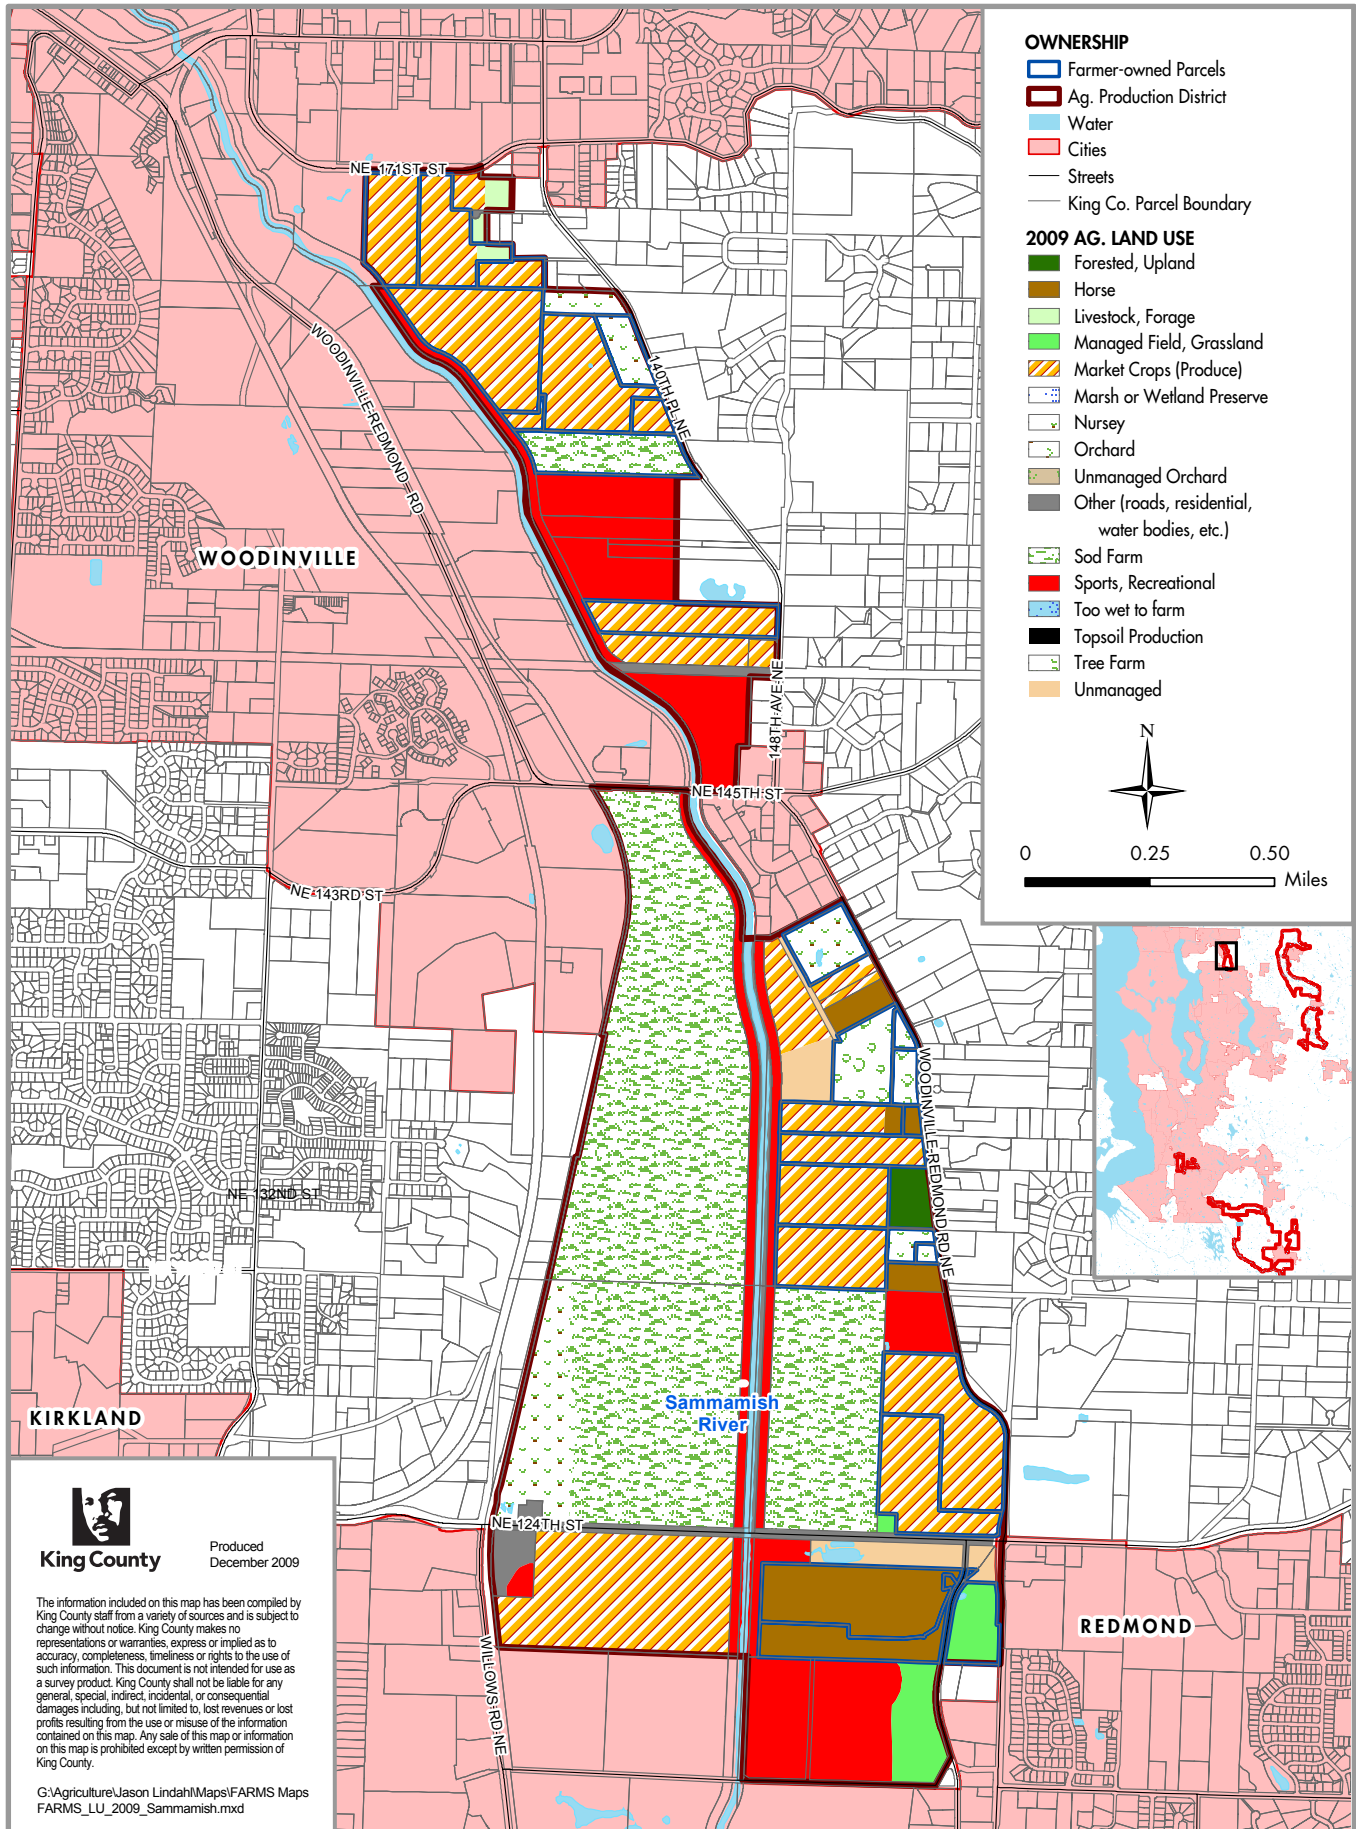 OWNERSHIP
Farmer-owned Parcels
Ag. Production District
Water
Cities
Streets
King Co. Parcel Boundary
2009 AG. LAND USE
Forested, Upland
Horse
Livestock, Forage
Managed Field, Grassland
Market Crops (Produce)
Marsh or Wetland Preserve
Nursey
Orchard
Unmanaged Orchard
Other (roads, residential,
water bodies, etc.)
Sod Farm
Sports, Recreational
Too wet to farm
Topsoil Production
Tree Farm
Unmanaged
N
0 0.25 0.50
Miles
NE 171ST ST
WOODINVILLE-REDMOND RD
140TH PL NE
WOODINVILLE
148TH AVE NE
NE 145TH ST
NE 143RD ST
WOODINVILLE-REDMOND RD NE
NE 132ND ST
Sammamish
River
KIRKLAND
NE 124TH ST
WILLOWS RD NE
REDMOND
King County
Produced
December 2009
The information included on this map has been compiled by
King County staff from a variety of sources and is subject to
change without notice. King County makes no
representations or warranties, express or implied as to
accuracy, completeness, timeliness or rights to the use of
such information. This document is not intended for use as
a survey product. King County shall not be liable for any
general, special, indirect, incidental, or consequential
damages including, but not limited to, lost revenues or lost
profits resulting from the use or misuse of the information
contained on this map. Any sale of this map or information
on this map is prohibited except by written permission of
King County.
G:\Agriculture\Jason Lindahl\Maps\FARMS Maps
FARMS_LU_2009_Sammamish.mxd